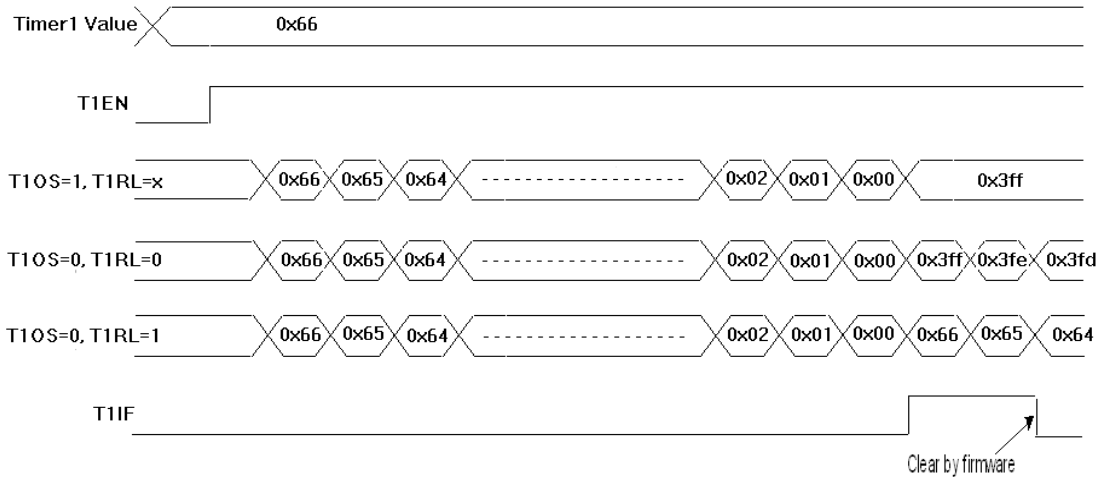 Timer1 Value 0x66
T1EN
T1OS=1, T1RL=x 0x66 0x65 0x64 0x02 0x01 0x00 0x3ff
T1OS=0, T1RL=0 0x66 0x65 0x64 0x02 0x01 0x00 0x3ff 0x3fe 0x3fd
T1OS=0, T1RL=1 0x66 0x65 0x64 0x02 0x01 0x00 0x66 0x65 0x64
T1IF
Clear by firmware